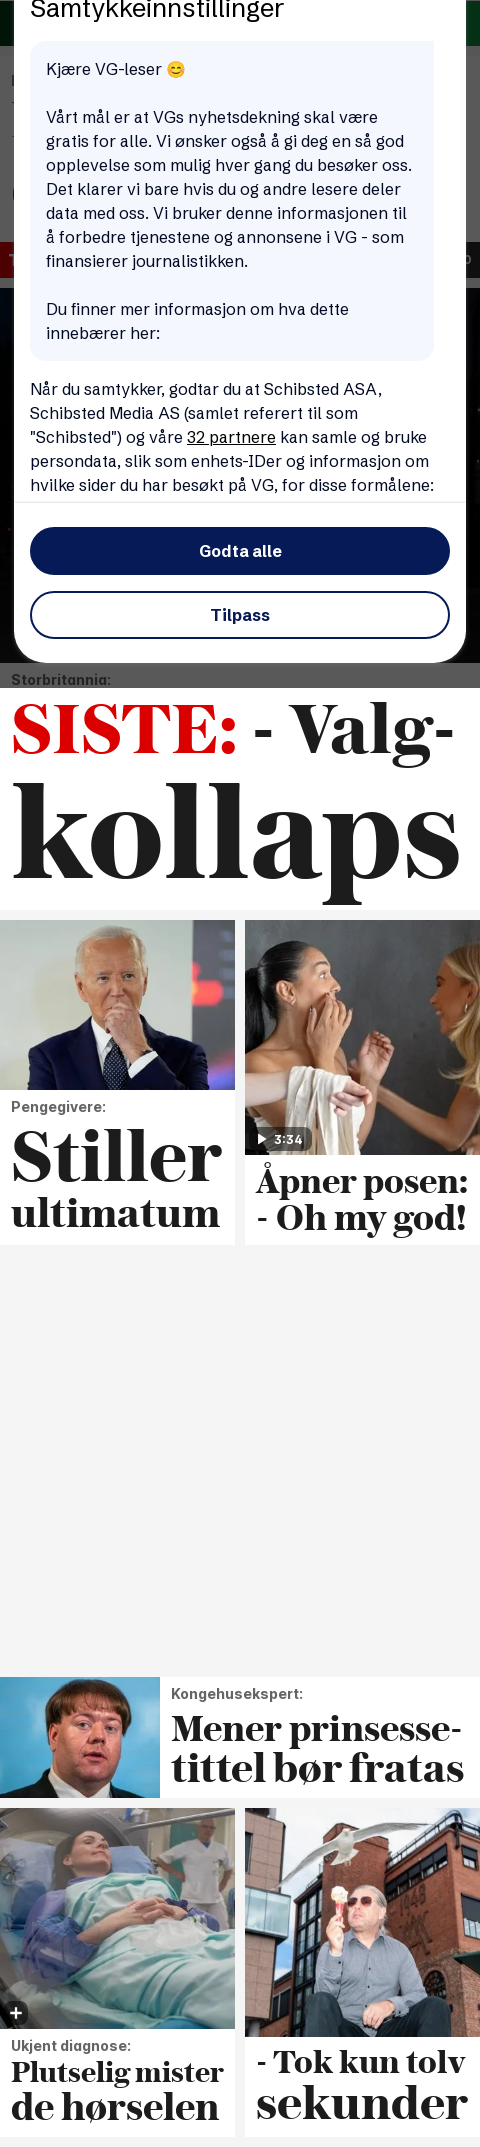 Samtykkeinnstillinger
Kjære VG-leser 😊
Vårt mål er at VGs nyhetsdekning skal være
gratis for alle. Vi ønsker også å gi deg en så god
opplevelse som mulig hver gang du besøker oss.
Det klarer vi bare hvis du og andre lesere deler
data med oss. Vi bruker denne informasjonen til
å forbedre tjenestene og annonsene i VG - som
finansierer journalistikken.
Du finner mer informasjon om hva dette
innebærer her:
Når du samtykker, godtar du at Schibsted ASA,
Schibsted Media AS (samlet referert til som
"Schibsted") og våre 32 partnere kan samle og bruke
persondata, slik som enhets-IDer og informasjon om
hvilke sider du har besøkt på VG, for disse formålene:
Godta alle
Tilpass
Storbritannia:
SISTE: - Valg-
kollaps
Pengegivere:
Stiller
ultimatum
3:34
Åpner posen:
- Oh my god!
Kongehusekspert:
Mener prinsesse-
tittel bør fratas
Ukjent diagnose:
Plutselig mister
de hørselen
- Tok kun tolv
sekunder